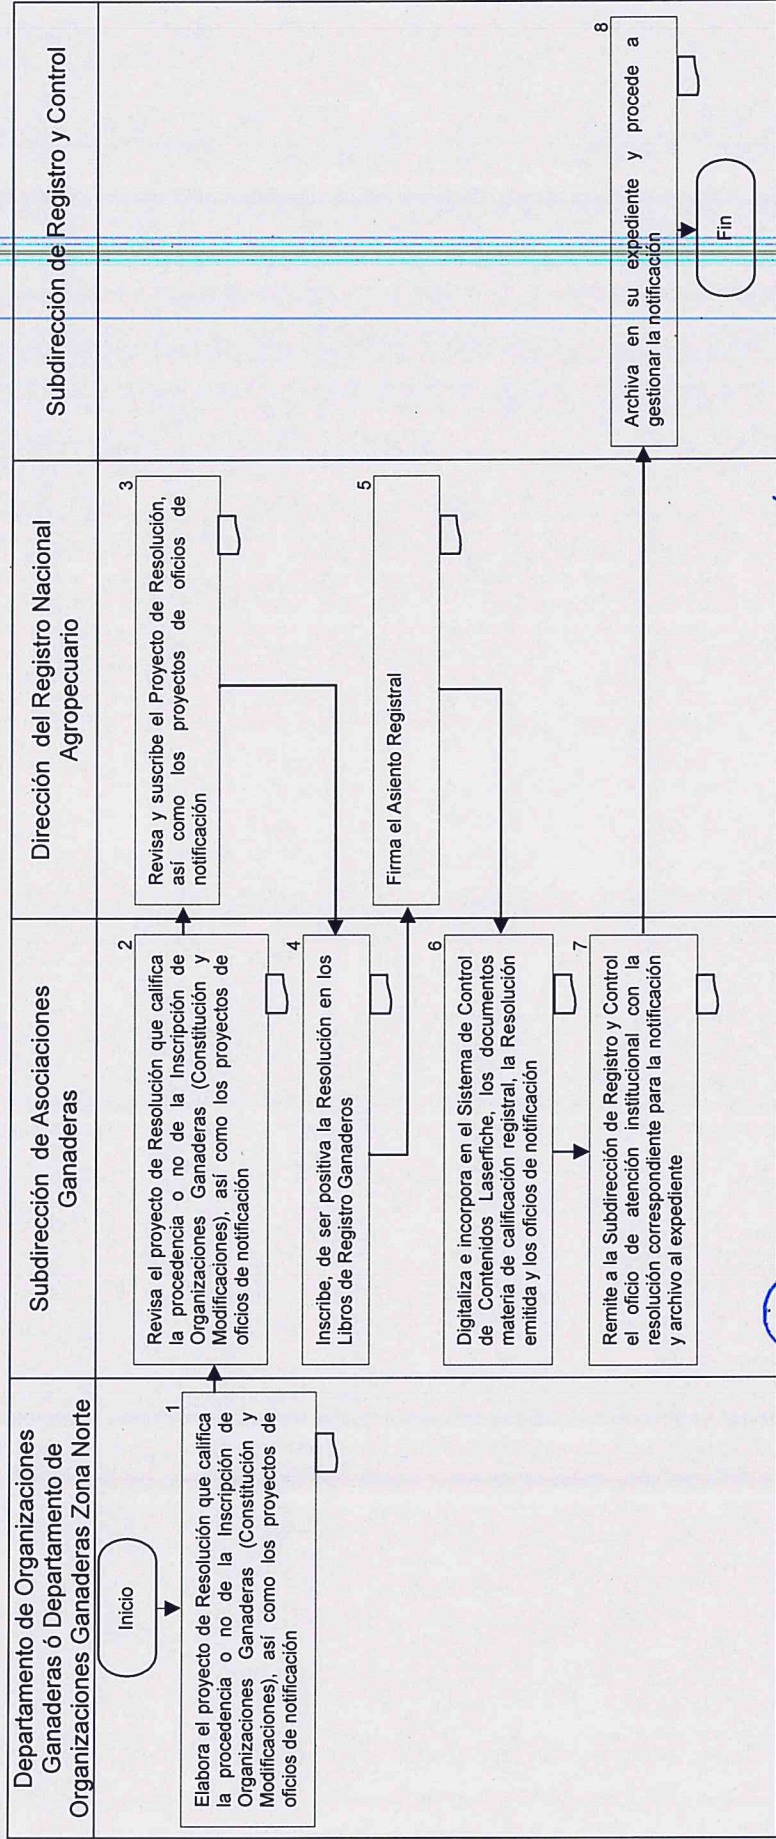 Departamento de Organizaciones
Ganaderas ó Departamento de
Organizaciones Ganaderas Zona Norte
Subdirección de Asociaciones
Ganaderas
Dirección del Registro Nacional
Agropecuario
Subdirección de Registro y Control
Inicio
1
Elabora el proyecto de Resolución que califica
la procedencia o no de la Inscripción de
Organizaciones Ganaderas (Constitución y
Modificaciones), así como los proyectos de
oficios de notificación
2
Revisa el proyecto de Resolución que califica
la procedencia o no de la Inscripción de
Organizaciones Ganaderas (Constitución y
Modificaciones), así como los proyectos de
oficios de notificación
3
Revisa y suscribe el Proyecto de Resolución,
así como los proyectos de oficios de
notificación
4
Inscribe, de ser positiva la Resolución en los
Libros de Registro Ganaderos
5
Firma el Asiento Registral
6
Digitaliza e incorpora en el Sistema de Control
de Contenidos Laserfiche, los documentos
materia de calificación registral, la Resolución
emitida y los oficios de notificación
7
Remite a la Subdirección de Registro y Control
el oficio de atención institucional con la
resolución correspondiente para la notificación
y archivo al expediente
8
Archiva en su expediente y procede a
gestionar la notificación
Fin